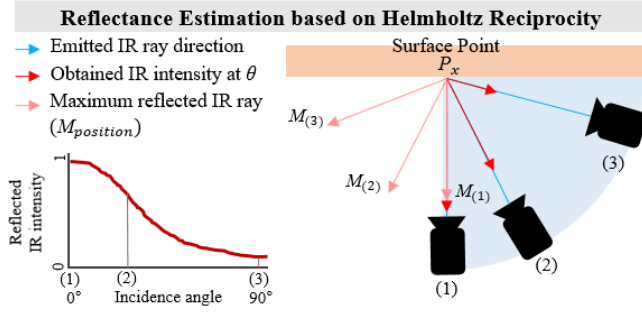 Reflectance Estimation based on Helmholtz Reciprocity
Emitted IR ray direction
Obtained IR intensity at θ
Maximum reflected IR ray
(M_position)
Surface Point
P_x
M_(3)
M_(2)
M_(1)
(3)
(2)
(1)
Reflected
IR intensity
1
0
(1) (2) (3)
0° Incidence angle 90°